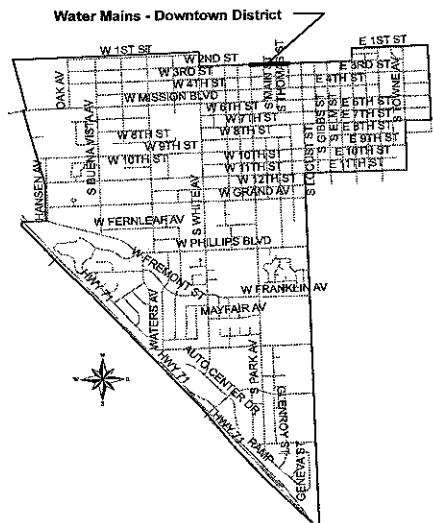 Water Mains - Downtown District
W 1ST ST
E 1ST ST
W 2ND ST
W 3RD ST
E 3RD ST
W 4TH ST
E 4TH ST
W MISSION BLVD
OAK AV
S BUENA VISTA AV
S MAIN ST
S THOMAS ST
S GIBBS ST
S ELM ST
S TOWNE AV
W 6TH ST
E 6TH ST
W 7TH ST
E 7TH ST
W 8TH ST
W 8TH ST
E 8TH ST
W 9TH ST
E 9TH ST
W 10TH ST
W 10TH ST
E 10TH ST
W 11TH ST
E 11TH ST
W 12TH ST
W GRAND AV
HANSEN AV
S WHITE AV
S LOCUST ST
W FERNLEAF AV
W PHILLIPS BLVD
W FREMONT ST
W FRANKLIN AV
HWY 71
WATERS AV
MAYFAIR AV
HWY 71
AUTO CENTER DR
S PARK AV
GLENROY ST
HWY 71
RAMP
GENEVA ST